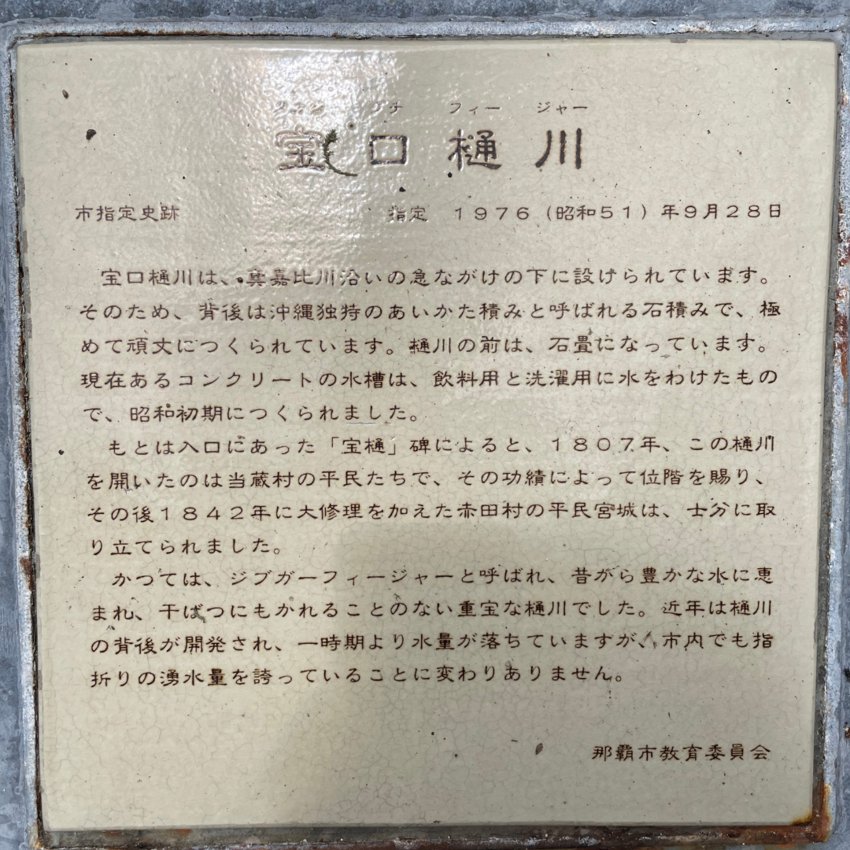 フィー ジャー
宝口樋川
市指定史跡 指定 1976（昭和51）年9月28日
宝口樋川は、真嘉比川沿いの急ながけの下に設けられています。
そのため、背後は沖縄独特のあいかた積みと呼ばれる石積みで、極
めて頑丈につくられています。樋川の前は、石畳になっています。
現在あるコンクリートの水槽は、飲料用と洗濯用に水をわけたもの
で、昭和初期につくられました。
もとは入口にあった「宝樋」碑によると、1807年、この樋川
を開いたのは当蔵村の平民たちで、その功績によって位階を賜り、
その後1842年に大修理を加えた赤田村の平民宮城は、士分に取
り立てられました。
かつては、ジブガーフィージャーと呼ばれ、昔から豊かな水に恵
まれ、干ばつにもかれることのない重宝な樋川でした。近年は樋川
の背後が開発され、一時期より水量が落ちていますが、市内でも指
折りの湧水量を誇っていることに変わりありません。
那覇市教育委員会